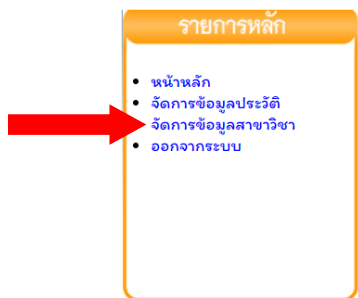 รายการหลัก
หน้าหลัก
จัดการข้อมูลประวัติ
จัดการข้อมูลสาขาวิชา
ออกจากระบบ